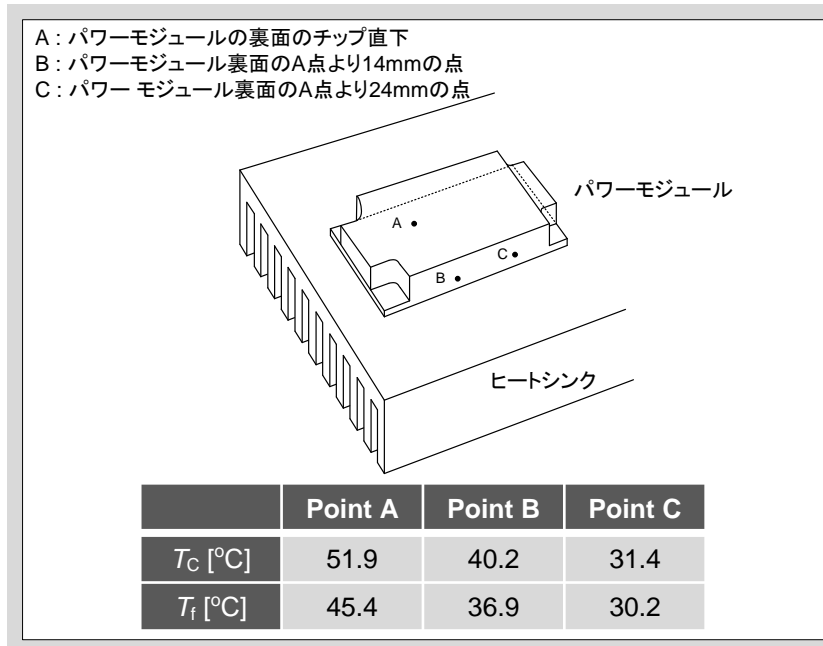 A : パワーモジュールの裏面のチップ直下
B : パワーモジュール裏面のA点より14mmの点
C : パワー モジュール裏面のA点より24mmの点
パワーモジュール
A
C
B
ヒートシンク
Point A Point B Point C
TC [oC] 51.9 40.2 31.4
Tf [oC] 45.4 36.9 30.2